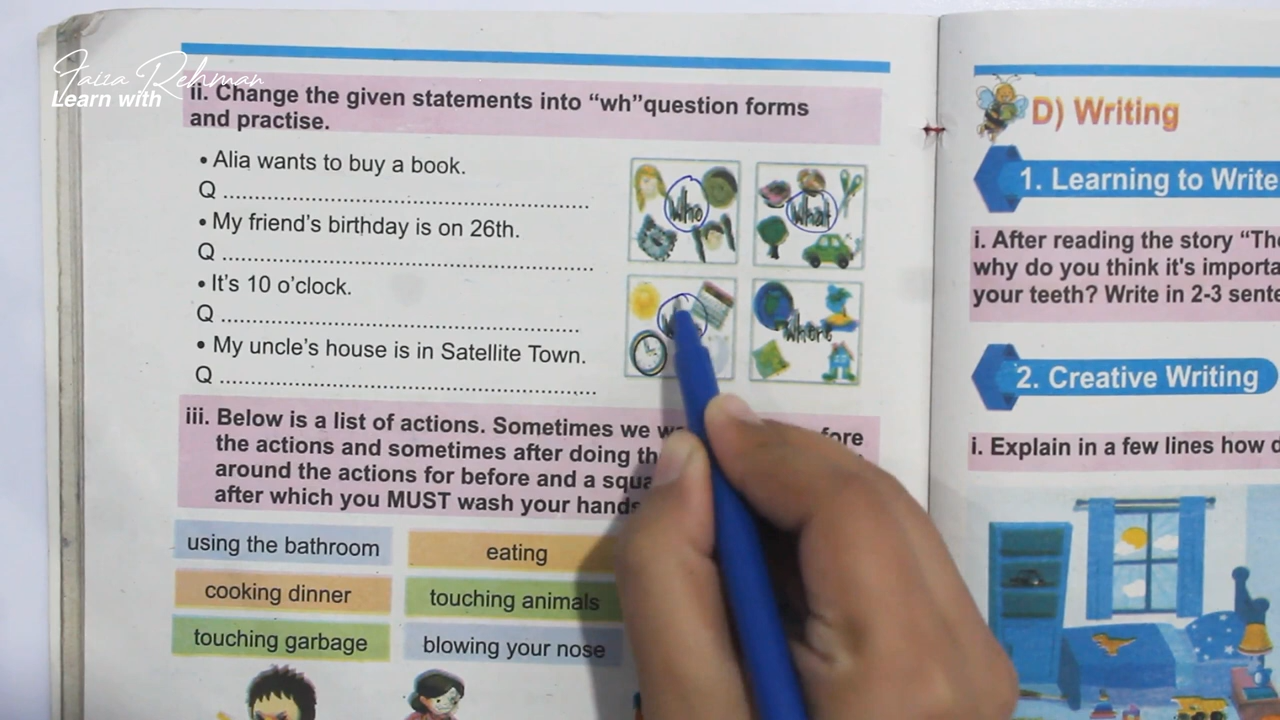 Faiza Rehman
Learn with
ii. Change the given statements into “wh”question forms
and practise.
• Alia wants to buy a book.
Q ............................................................
• My friend’s birthday is on 26th.
Q ............................................................
• It’s 10 o’clock.
Q ............................................................
• My uncle’s house is in Satellite Town.
Q ............................................................
Who
What
Where
iii. Below is a list of actions. Sometimes we
the actions and sometimes after doing
around the actions for before and a
after which you MUST wash your hands
using the bathroom
eating
cooking dinner
touching animals
touching garbage
blowing your nose
D) Writing
1. Learning to Write
i. After reading the story
why do you think it's
your teeth? Write in 2-3
2. Creative Writing
i. Explain in a few lines how